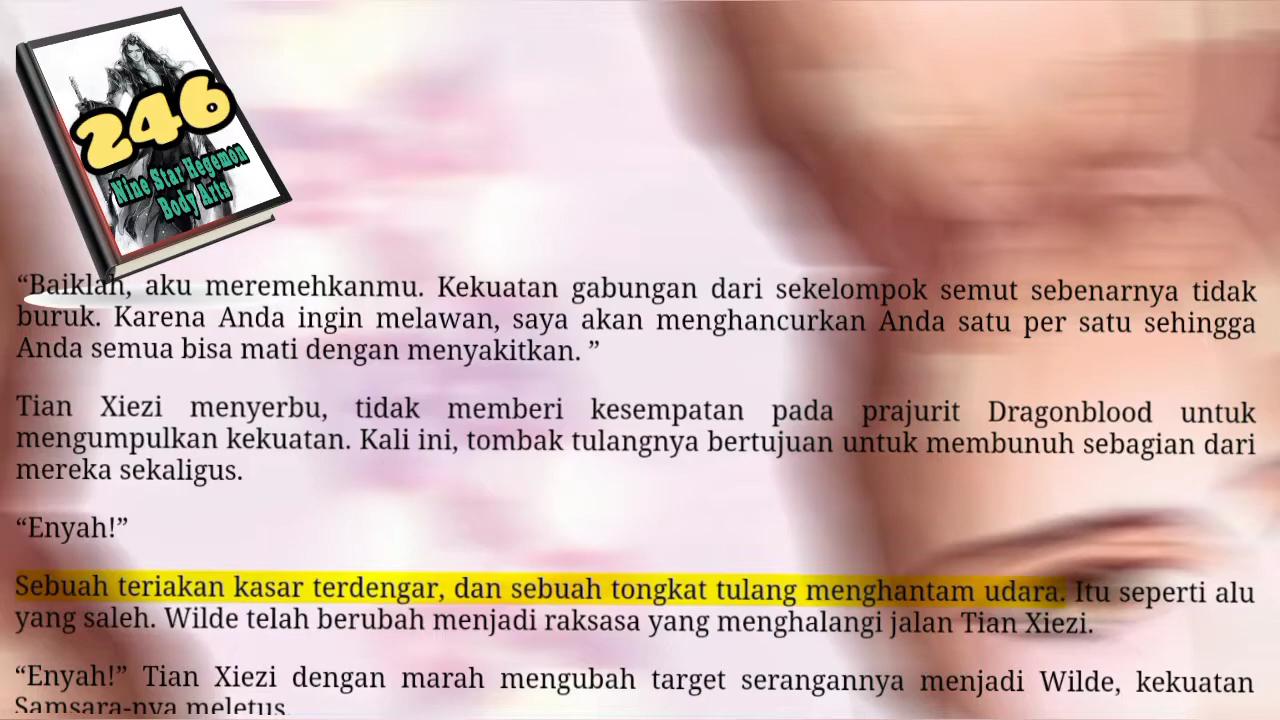 246
Nine Star Hegemon
Body Arts
“Baiklah, aku meremehkanmu. Kekuatan gabungan dari sekelompok semut sebenarnya tidak
buruk. Karena Anda ingin melawan, saya akan menghancurkan Anda satu per satu sehingga
Anda semua bisa mati dengan menyakitkan. ”
Tian Xiezi menyerbu, tidak memberi kesempatan pada prajurit Dragonblood untuk
mengumpulkan kekuatan. Kali ini, tombak tulangnya bertujuan untuk membunuh sebagian dari
mereka sekaligus.
“Enyah!”
Sebuah teriakan kasar terdengar, dan sebuah tongkat tulang menghantam udara. Itu seperti alu
yang saleh. Wilde telah berubah menjadi raksasa yang menghalangi jalan Tian Xiezi.
“Enyah!” Tian Xiezi dengan marah mengubah target serangannya menjadi Wilde, kekuatan
Samsara-nya meletus.